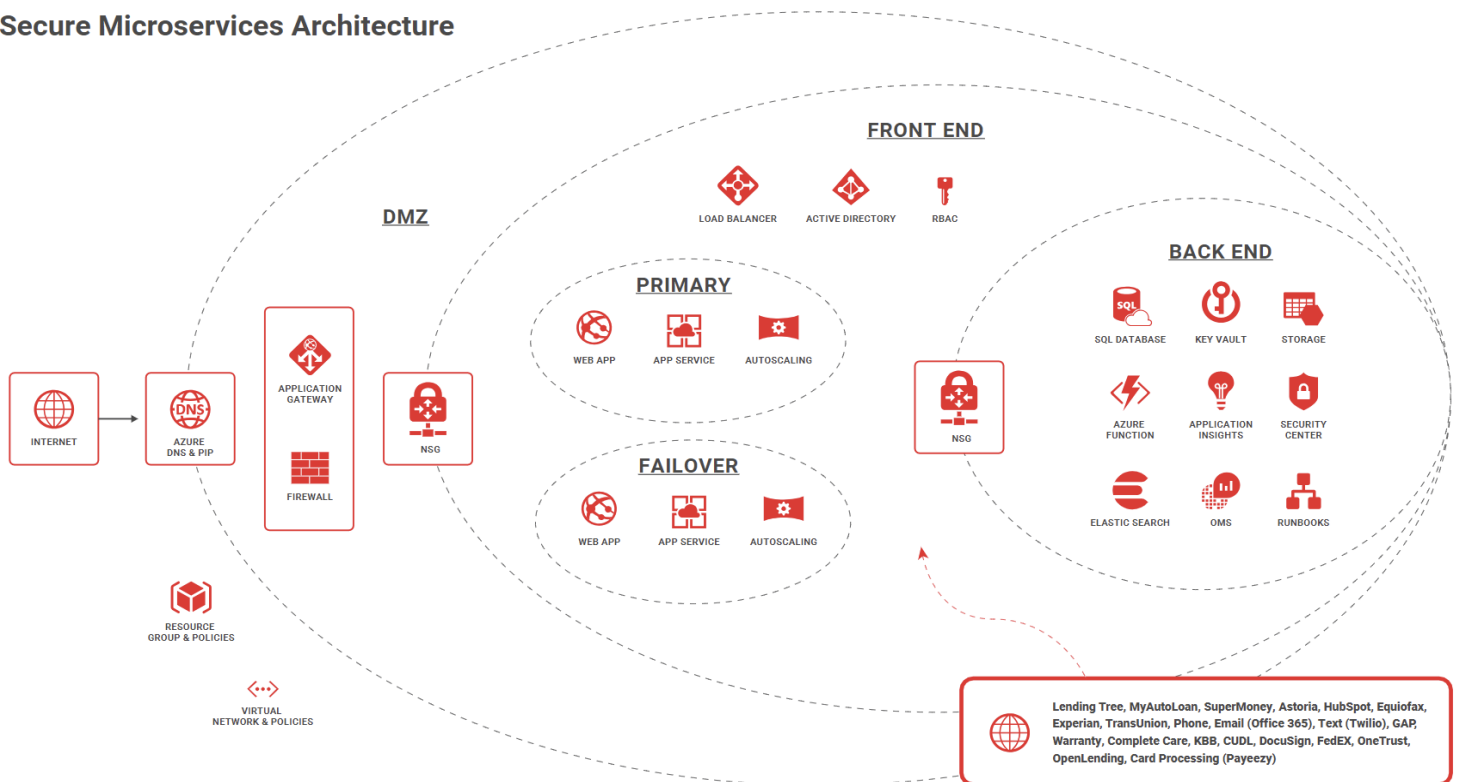 Secure Microservices Architecture
FRONT END
LOAD BALANCER
ACTIVE DIRECTORY
RBAC
DMZ
BACK END
SQL
SQL DATABASE
KEY VAULT
STORAGE
PRIMARY
WEB APP
APP SERVICE
AUTOSCALING
APPLICATION
GATEWAY
INTERNET
DNS
AZURE
DNS & PIP
NSG
NSG
AZURE
FUNCTION
APPLICATION
INSIGHTS
SECURITY
CENTER
FIREWALL
FAILOVER
WEB APP
APP SERVICE
AUTOSCALING
ELASTIC SEARCH
OMS
RUNBOOKS
RESOURCE
GROUP & POLICIES
VIRTUAL
NETWORK & POLICIES
Lending Tree, MyAutoLoan, SuperMoney, Astoria, HubSpot, Equiofax,
Experian, TransUnion, Phone, Email (Office 365), Text (Twilio), GAP,
Warranty, Complete Care, KBB, CUDL, DocuSign, FedEX, OneTrust,
OpenLending, Card Processing (Payeezy)